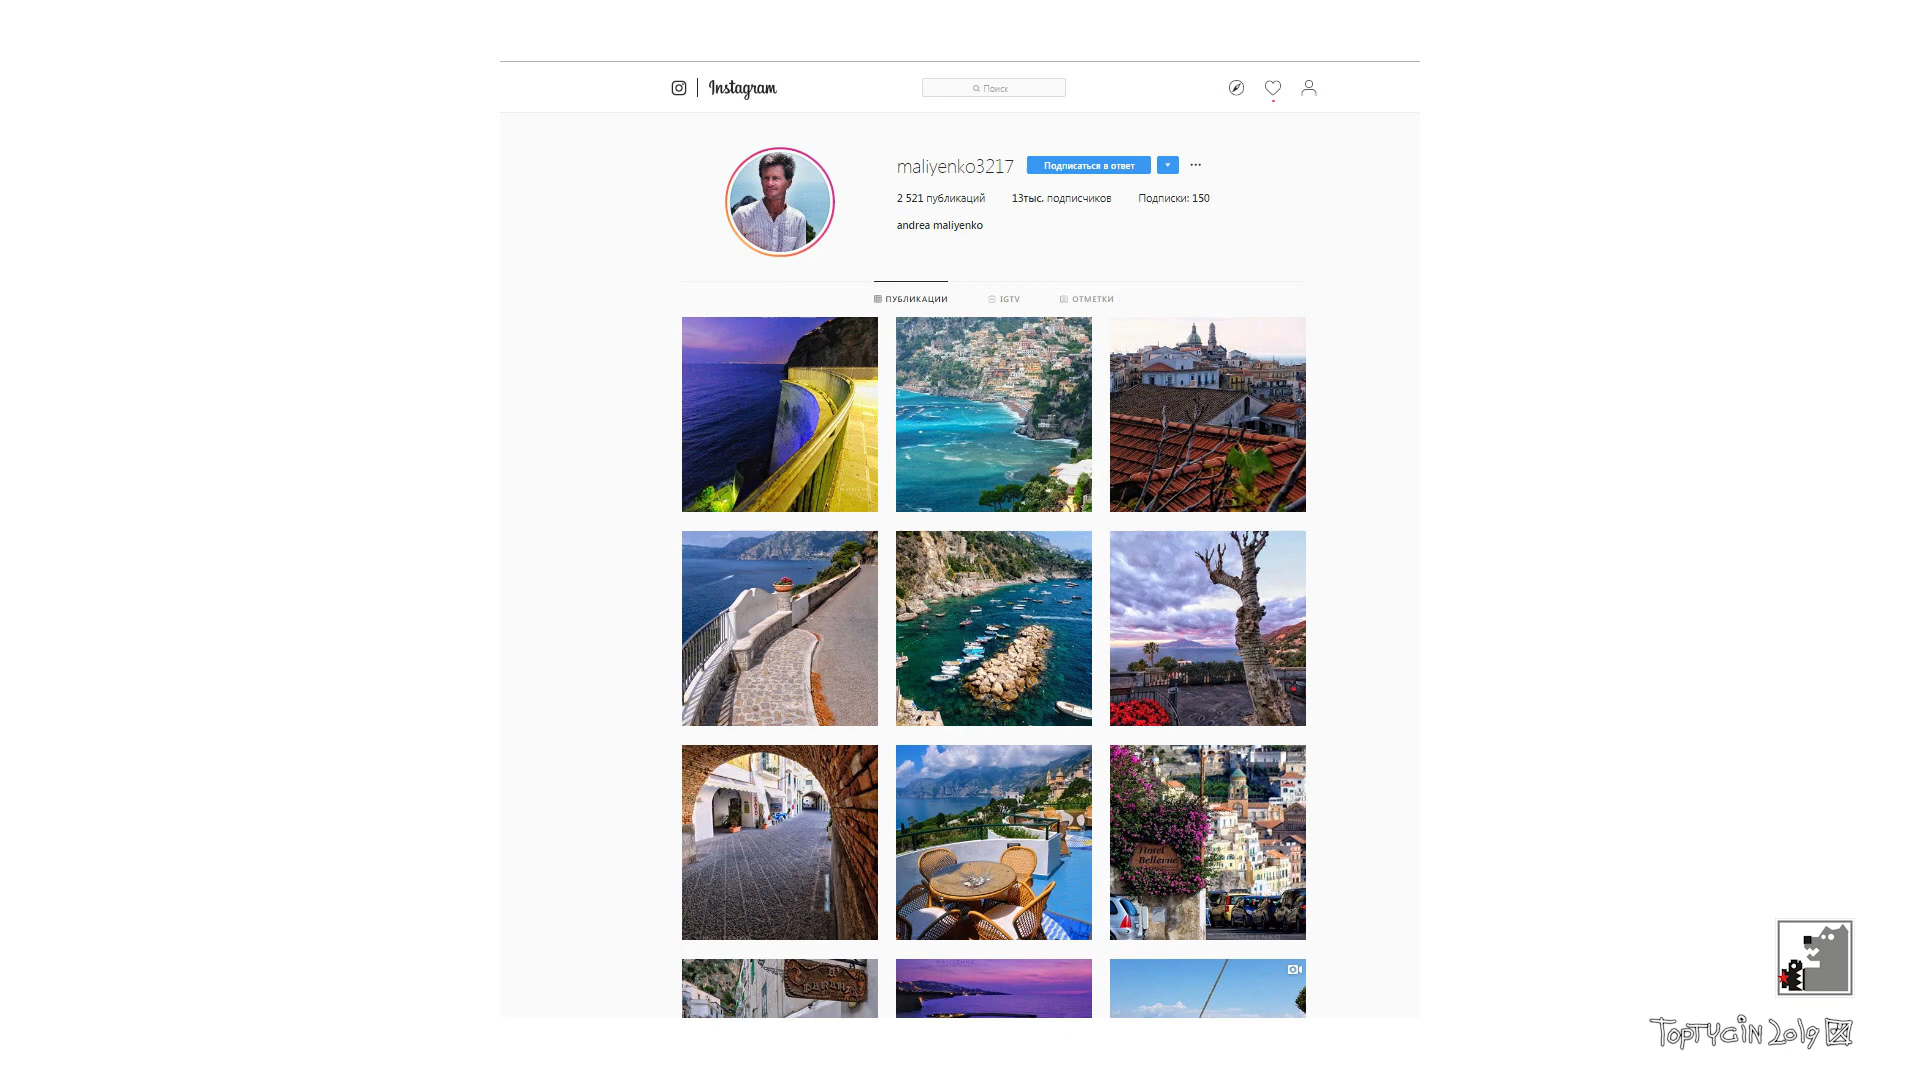 Instagram
Поиск
maliyenko3217 Подписаться в ответ ...
2 521 публикаций 13тыс. подписчиков Подписки: 150
andrea maliyenko
ПУБЛИКАЦИИ IGTV ОТМЕТКИ
Hotel
Bellevue
MALIYENKO
TOPTYGIN 2019